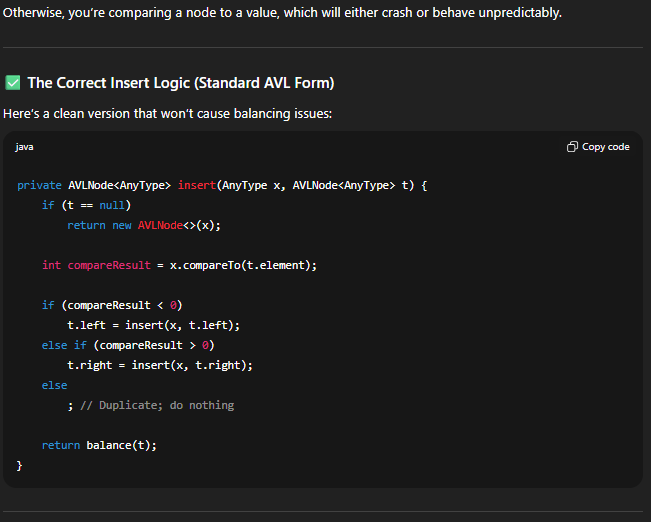 Otherwise, you're comparing a node to a value, which will either crash or behave unpredictably.
✅ The Correct Insert Logic (Standard AVL Form)
Here's a clean version that won't cause balancing issues:
java
Copy code
private AVLNode<AnyType> insert(AnyType x, AVLNode<AnyType> t) {
    if (t == null)
        return new AVLNode<>(x);

    int compareResult = x.compareTo(t.element);

    if (compareResult < 0)
        t.left = insert(x, t.left);
    else if (compareResult > 0)
        t.right = insert(x, t.right);
    else
        ; // Duplicate; do nothing

    return balance(t);
}